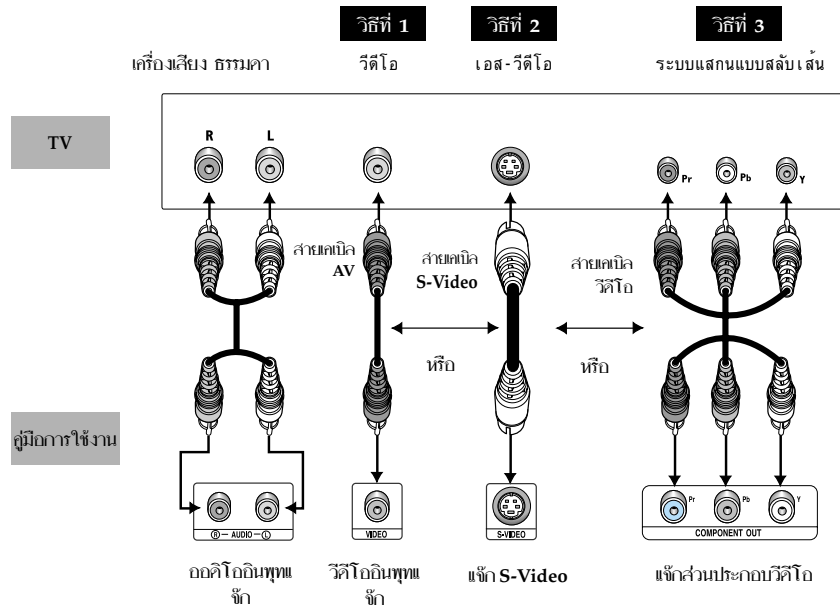 วิธีที่ 1
วิธีที่ 2
วิธีที่ 3
เครื่องเสียง ธรรมดา
วีดีโอ
เอส-วีดีโอ
ระบบแสกนแบบสลับเส้น
TV
R
L
Pr
Pb
Y
สายเคเบิล
AV
สายเคเบิล
S-Video
สายเคเบิล
วีดีโอ
หรือ
หรือ
คู่มือการใช้งาน
R — AUDIO — L
VIDEO
S-VIDEO
Pr
Pb
Y
COMPONENT OUT
ออดิโออินพุทแ
จ๊ก
วีดีโออินพุทแ
จ๊ก
แจ๊ก S-Video
แจ๊กส่วนประกอบวีดีโอ